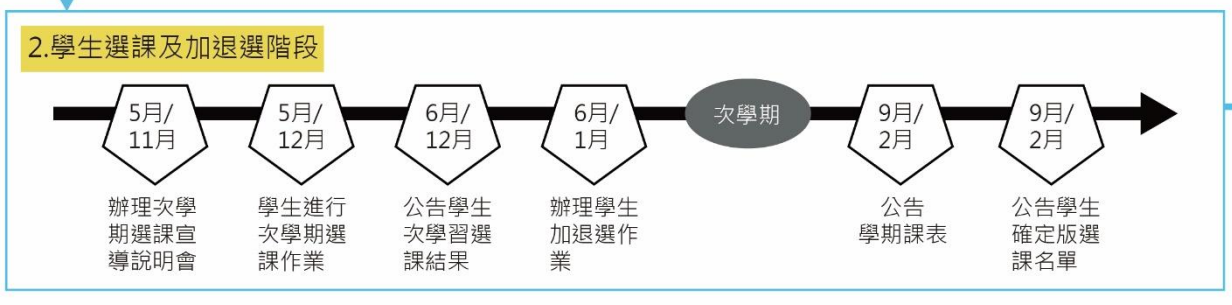 2.學生選課及加退選階段
5月/
11月
5月/
12月
6月/
12月
6月/
1月
次學期
9月/
2月
9月/
2月
辦理次學
期選課宣
導說明會
學生進行
次學期選
課作業
公告學生
次學習選
課結果
辦理學生
加退選作
業
公告
學期課表
公告學生
確定版選
課名單